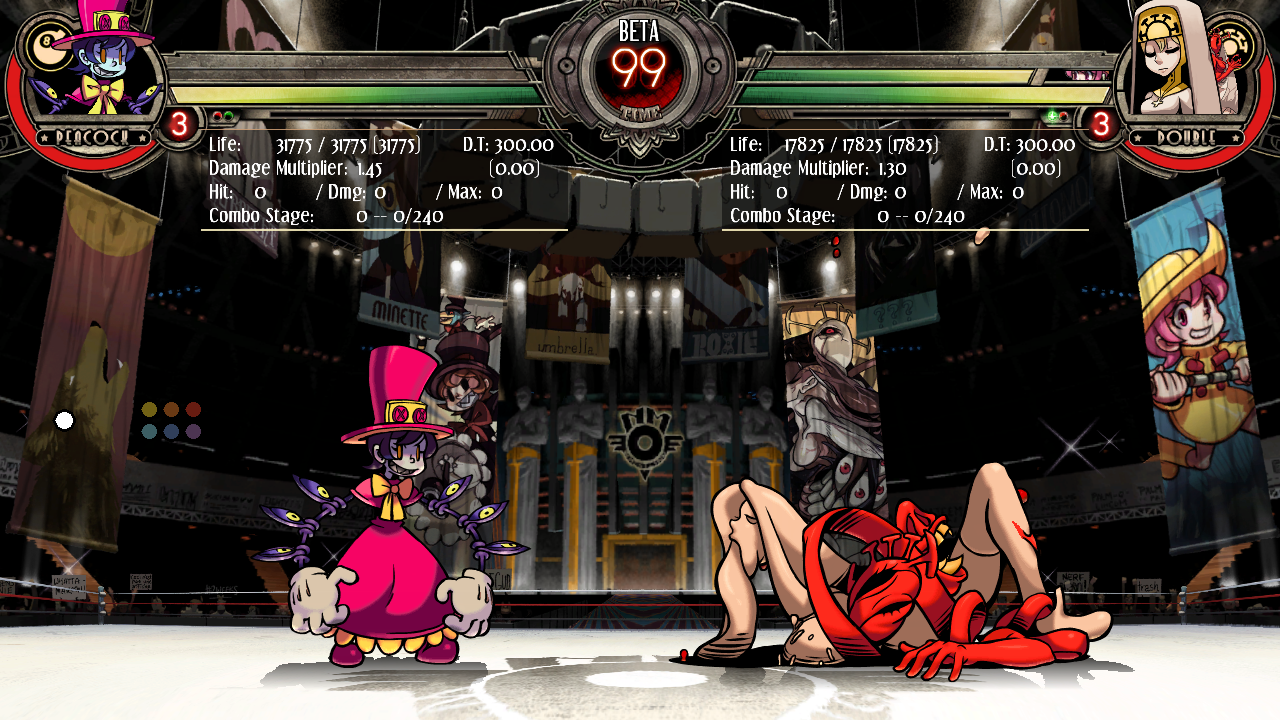 BETA
99
TIME
8
PEACOCK
3
DOUBLE
3
Life: 31775 / 31775 (31775) D.T: 300.00
Damage Multiplier: 1.45 (0.00)
Hit: 0 / Dmg: 0 / Max: 0
Combo Stage: 0 -- 0/240
Life: 17825 / 17825 (17825) D.T: 300.00
Damage Multiplier: 1.30 (0.00)
Hit: 0 / Dmg: 0 / Max: 0
Combo Stage: 0 -- 0/240
MINETTE
umbrella
ROXIE
???